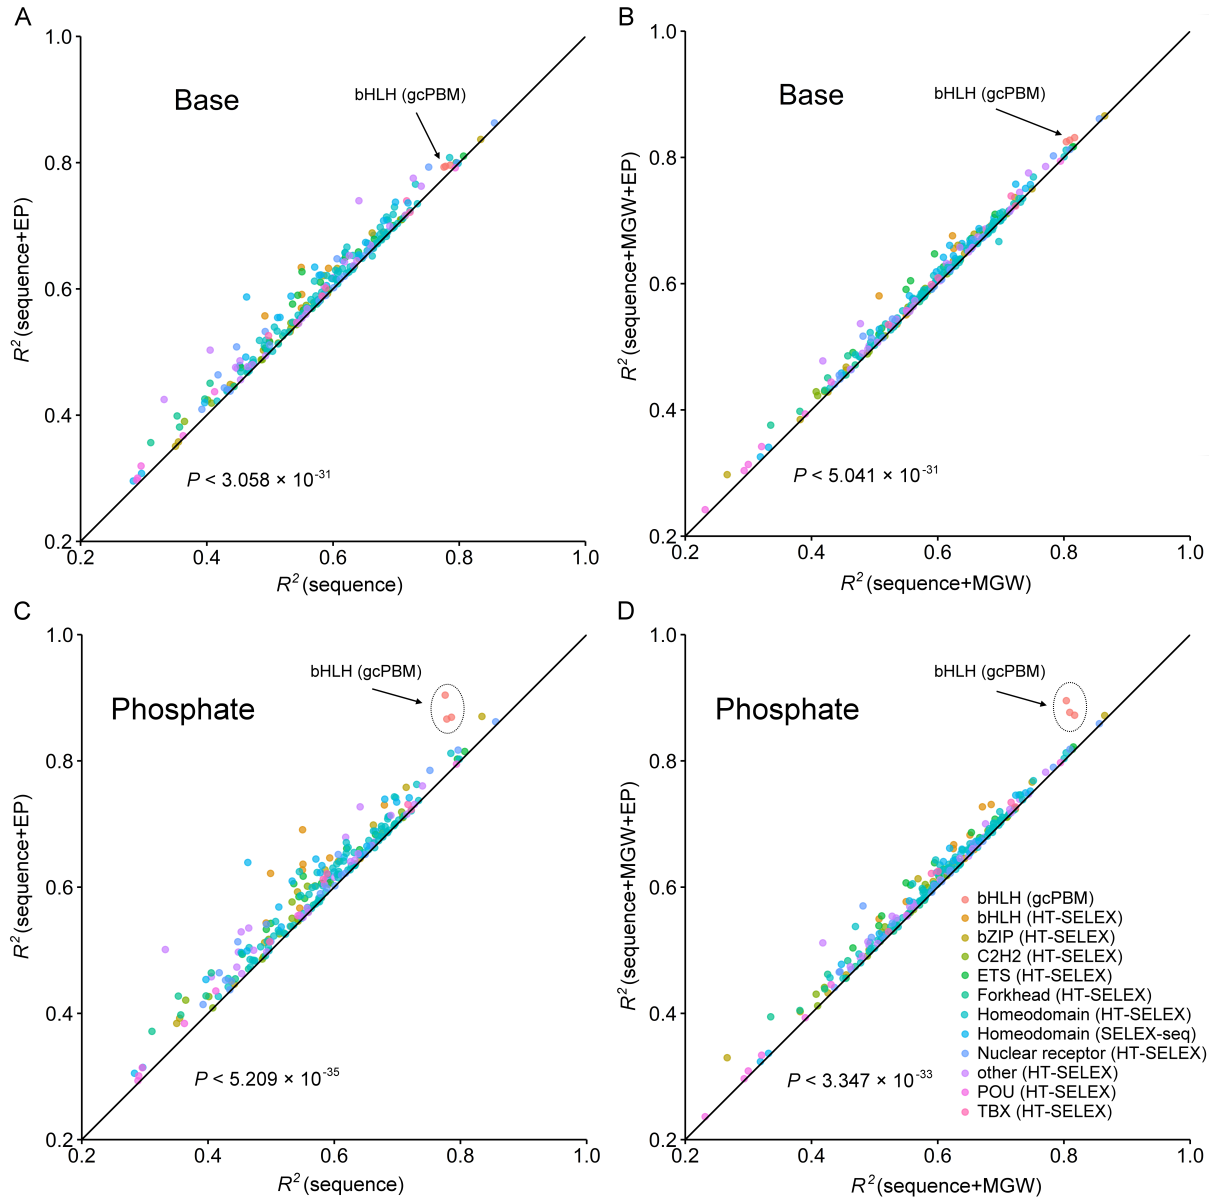 A
1.0
0.8
0.6
0.4
0.2
0.2
0.4
0.6
0.8
1.0
R² (sequence+EP)
R² (sequence)
Base
bHLH (gcPBM)
P < 3.058 × 10⁻³¹
B
1.0
0.8
0.6
0.4
0.2
0.2
0.4
0.6
0.8
1.0
R² (sequence+MGW+EP)
R² (sequence+MGW)
Base
bHLH (gcPBM)
P < 5.041 × 10⁻³¹
C
1.0
0.8
0.6
0.4
0.2
0.2
0.4
0.6
0.8
1.0
R² (sequence+EP)
R² (sequence)
Phosphate
bHLH (gcPBM)
P < 5.209 × 10⁻³⁵
D
1.0
0.8
0.6
0.4
0.2
0.2
0.4
0.6
0.8
1.0
R² (sequence+MGW+EP)
R² (sequence+MGW)
Phosphate
bHLH (gcPBM)
P < 3.347 × 10⁻³³
bHLH (gcPBM)
bHLH (HT-SELEX)
bZIP (HT-SELEX)
C2H2 (HT-SELEX)
ETS (HT-SELEX)
Forkhead (HT-SELEX)
Homeodomain (HT-SELEX)
Homeodomain (SELEX-seq)
Nuclear receptor (HT-SELEX)
other (HT-SELEX)
POU (HT-SELEX)
TBX (HT-SELEX)